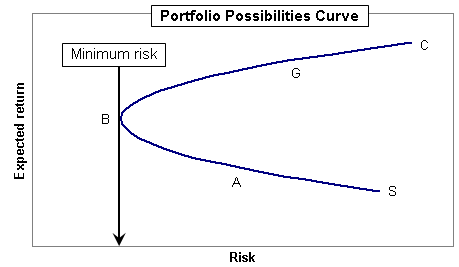 Portfolio Possibilities Curve
Minimum risk
C
G
B
A
S
Expected return
Risk